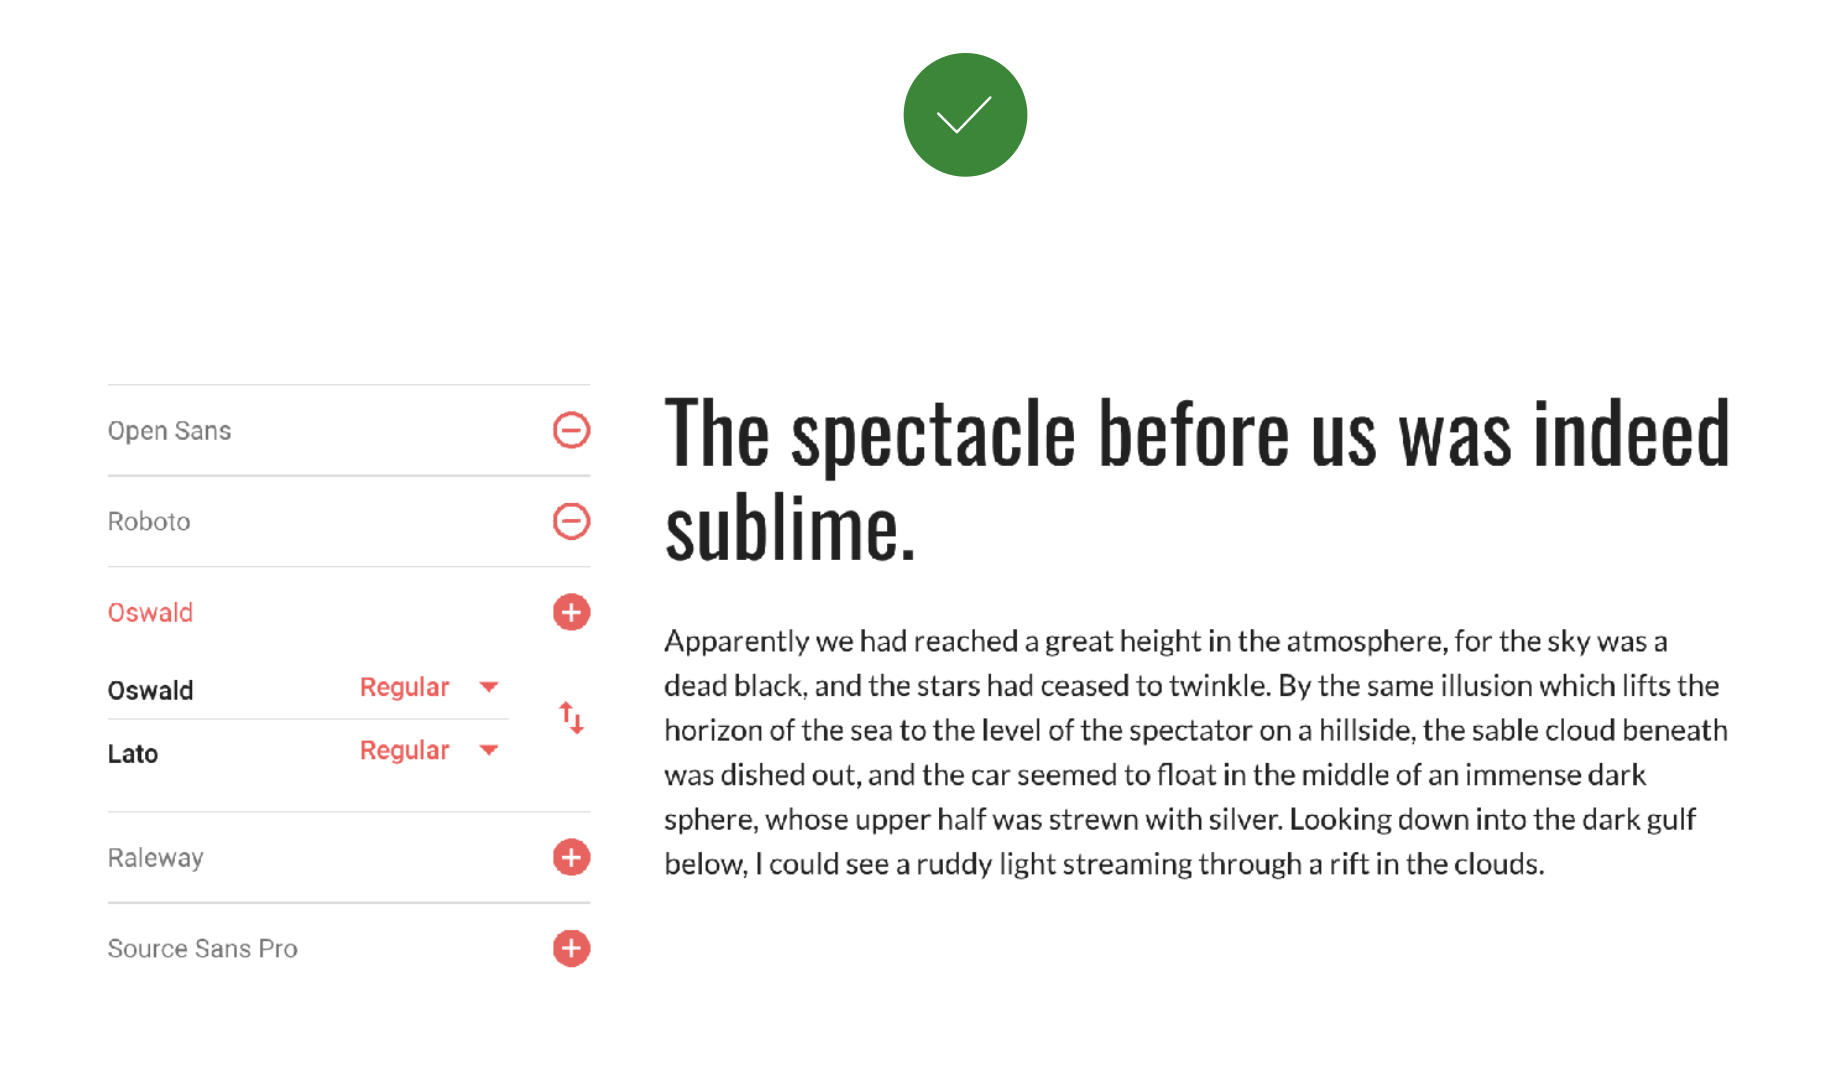 Open Sans
Roboto
Oswald
Oswald Regular
Lato Regular
Raleway
Source Sans Pro
The spectacle before us was indeed
sublime.
Apparently we had reached a great height in the atmosphere, for the sky was a
dead black, and the stars had ceased to twinkle. By the same illusion which lifts the
horizon of the sea to the level of the spectator on a hillside, the sable cloud beneath
was dished out, and the car seemed to float in the middle of an immense dark
sphere, whose upper half was strewn with silver. Looking down into the dark gulf
below, I could see a ruddy light streaming through a rift in the clouds.